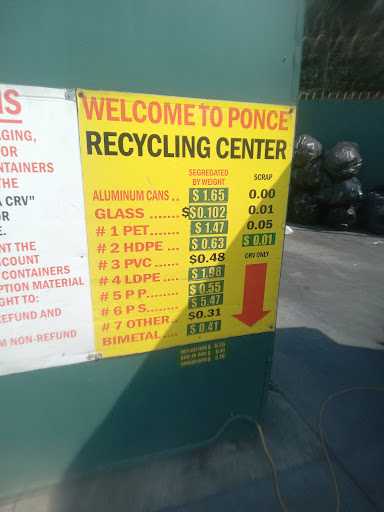 NS
AGING,
OR
NTAINERS
THE
A CRV"
OR
E.
NT THE
SCOUNT
CONTAINERS
PTION MATERIAL
GHT TO:
REFUND AND
M NON-REFUND
WELCOME TO PONCE
RECYCLING CENTER
SEGREGATED BY WEIGHT SCRAP
ALUMINUM CANS .. $ 1.65 0.00
GLASS ....... $ $0.102 0.01
# 1 PET....... $ 1.47 0.05
# 2 HDPE ... $ 0.63 $ 0.01
# 3 PVC ...... $0.48 CRV ONLY
# 4 LDPE .... $ 1.98
# 5 P P........ $ 0.55
# 6 P S........ $ 5.47
# 7 OTHER.. $0.31
BIMETAL .... $ 0.41